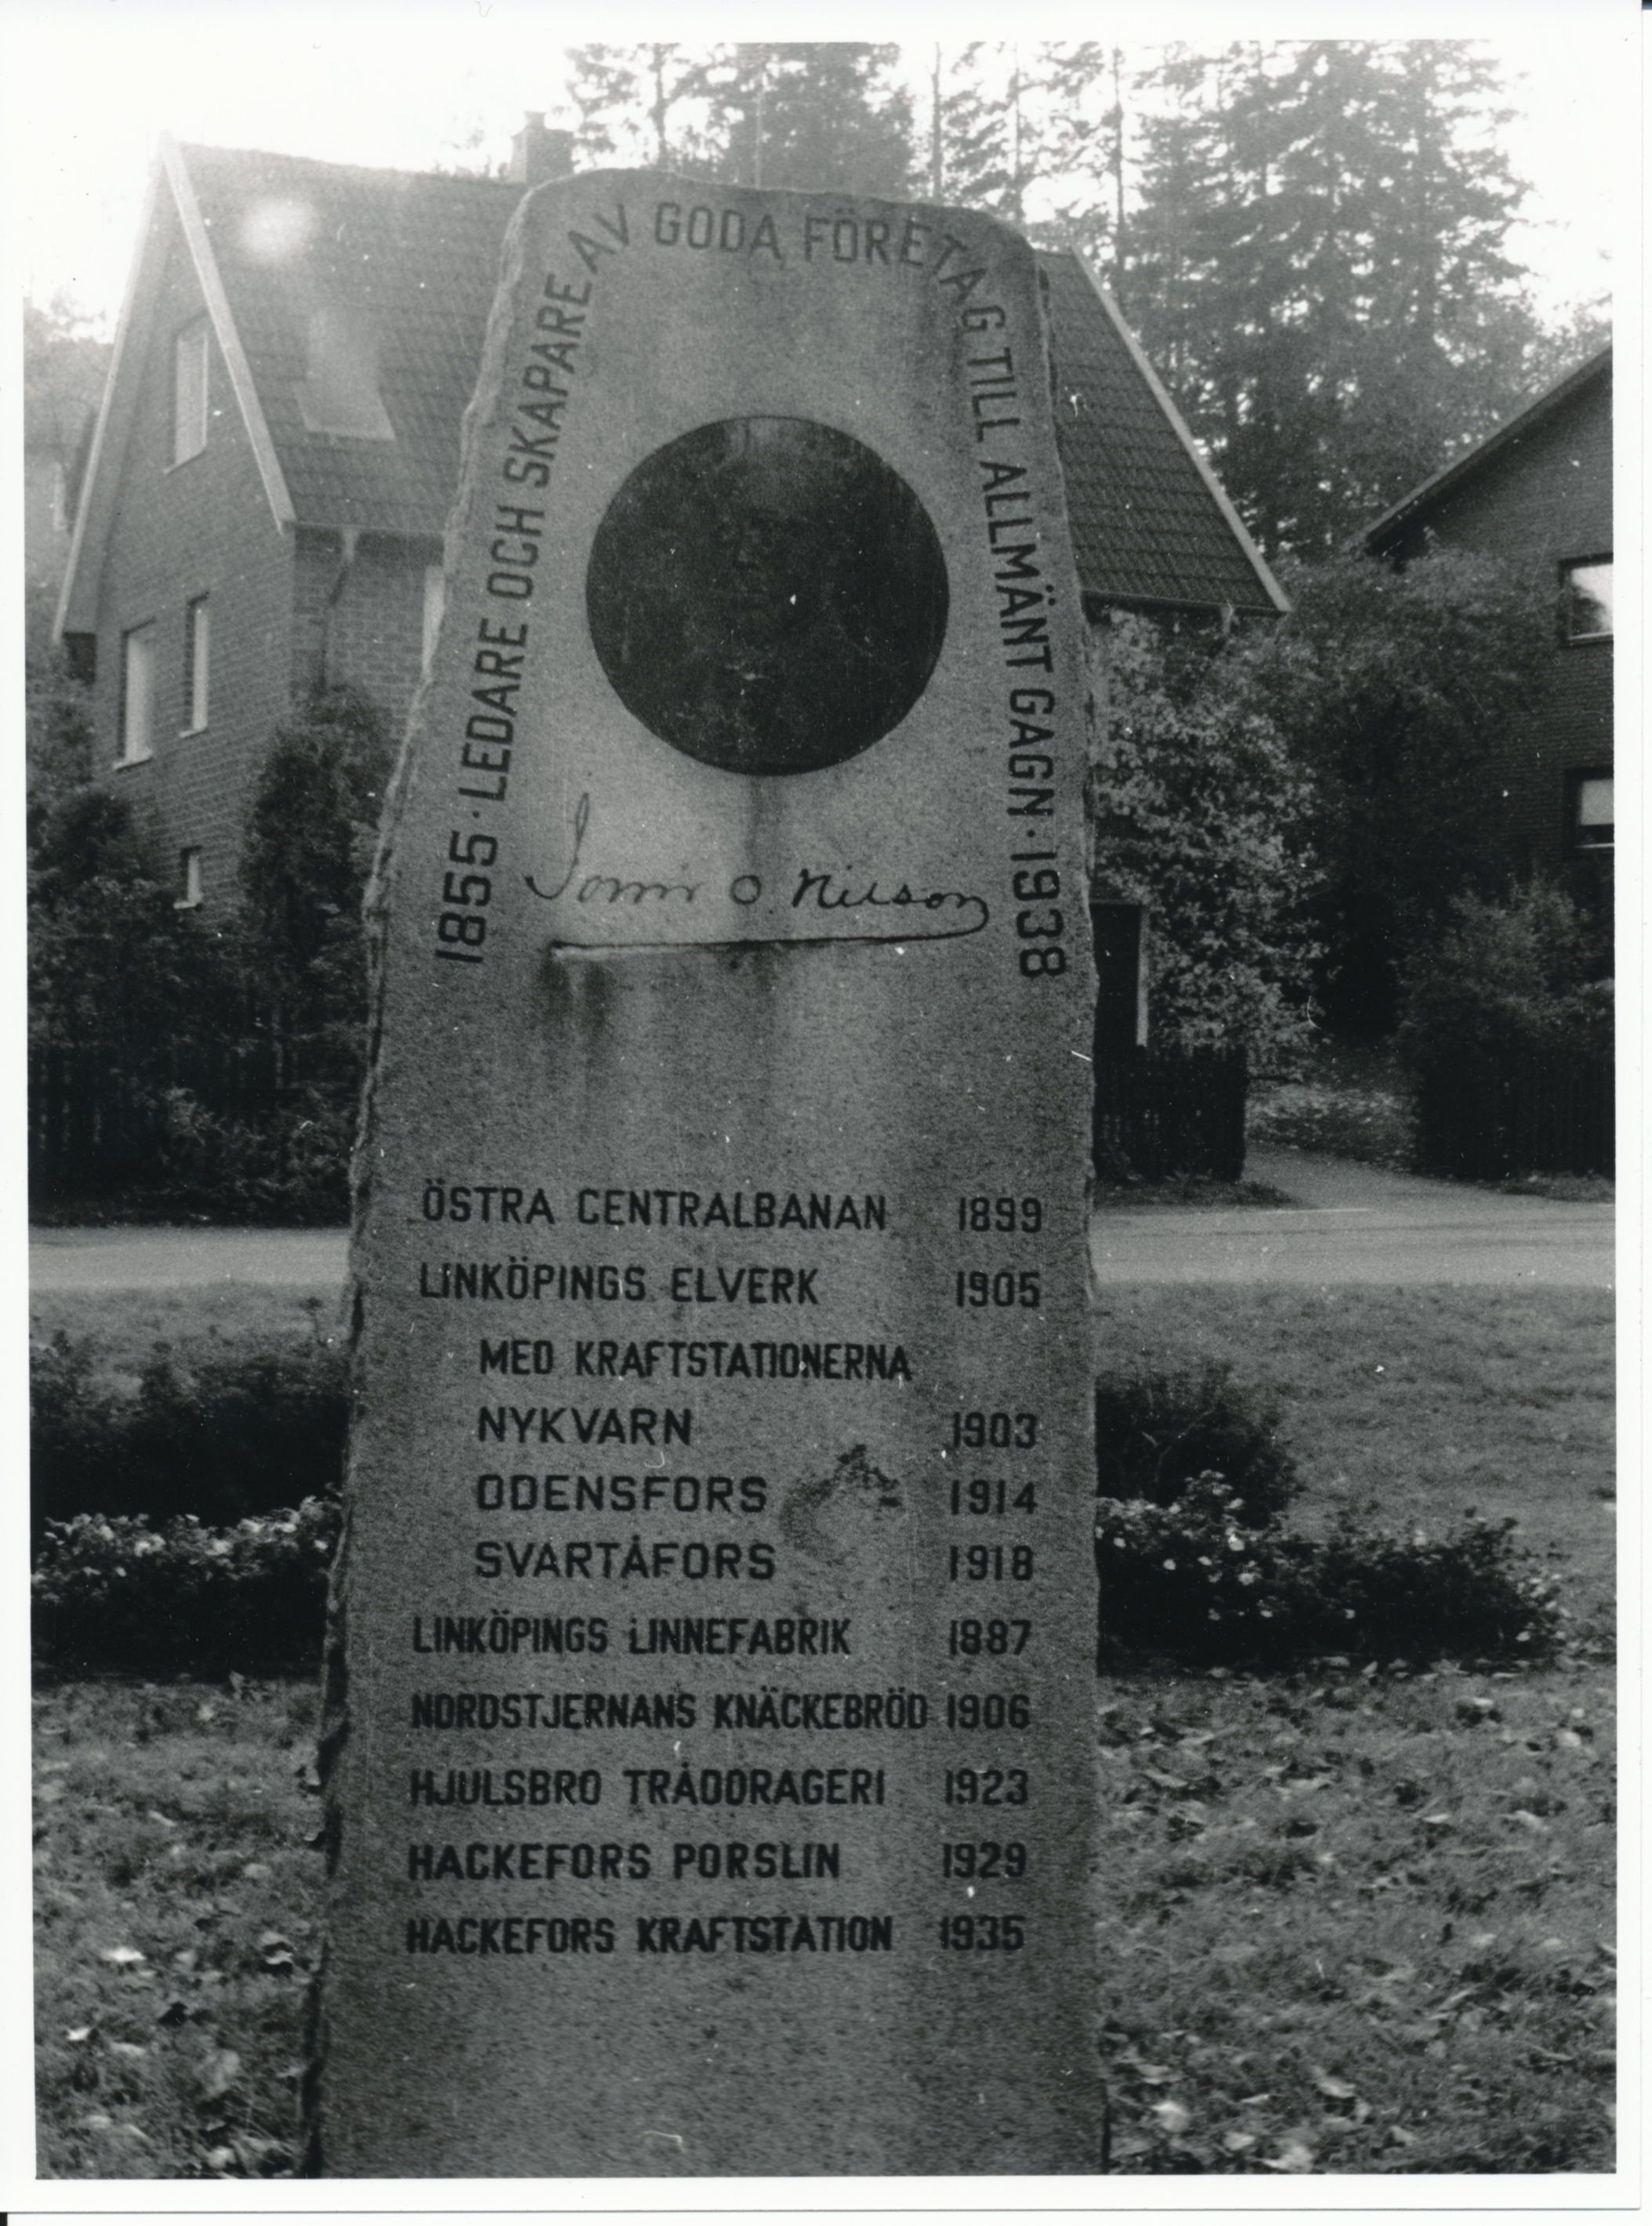 1855 · LEDARE OCH SKAPARE AV GODA FÖRETAG TILL ALLMÄNT GAGN · 1938
Jonn O. Nilson
ÖSTRA CENTRALBANAN 1899
LINKÖPINGS ELVERK 1905
MED KRAFTSTATIONERNA
NYKVARN 1903
ODENSFORS 1914
SVARTÅFORS 1918
LINKÖPINGS LINNEFABRIK 1887
NORDSTJERNANS KNÄCKEBRÖD 1906
HJULSBRO TRÅDDRAGERI 1923
HACKEFORS PORSLIN 1929
HACKEFORS KRAFTSTATION 1935